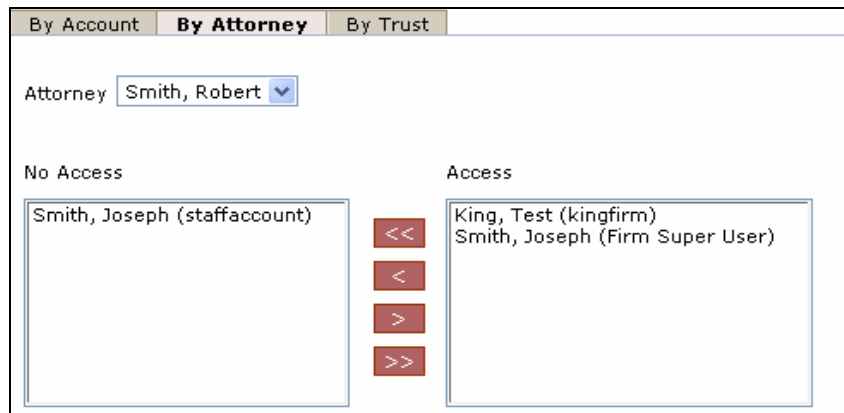 By Account By Attorney By Trust
Attorney Smith, Robert
No Access Access
Smith, Joseph (staffaccount)
King, Test (kingfirm)
Smith, Joseph (Firm Super User)
<<
<
>
>>